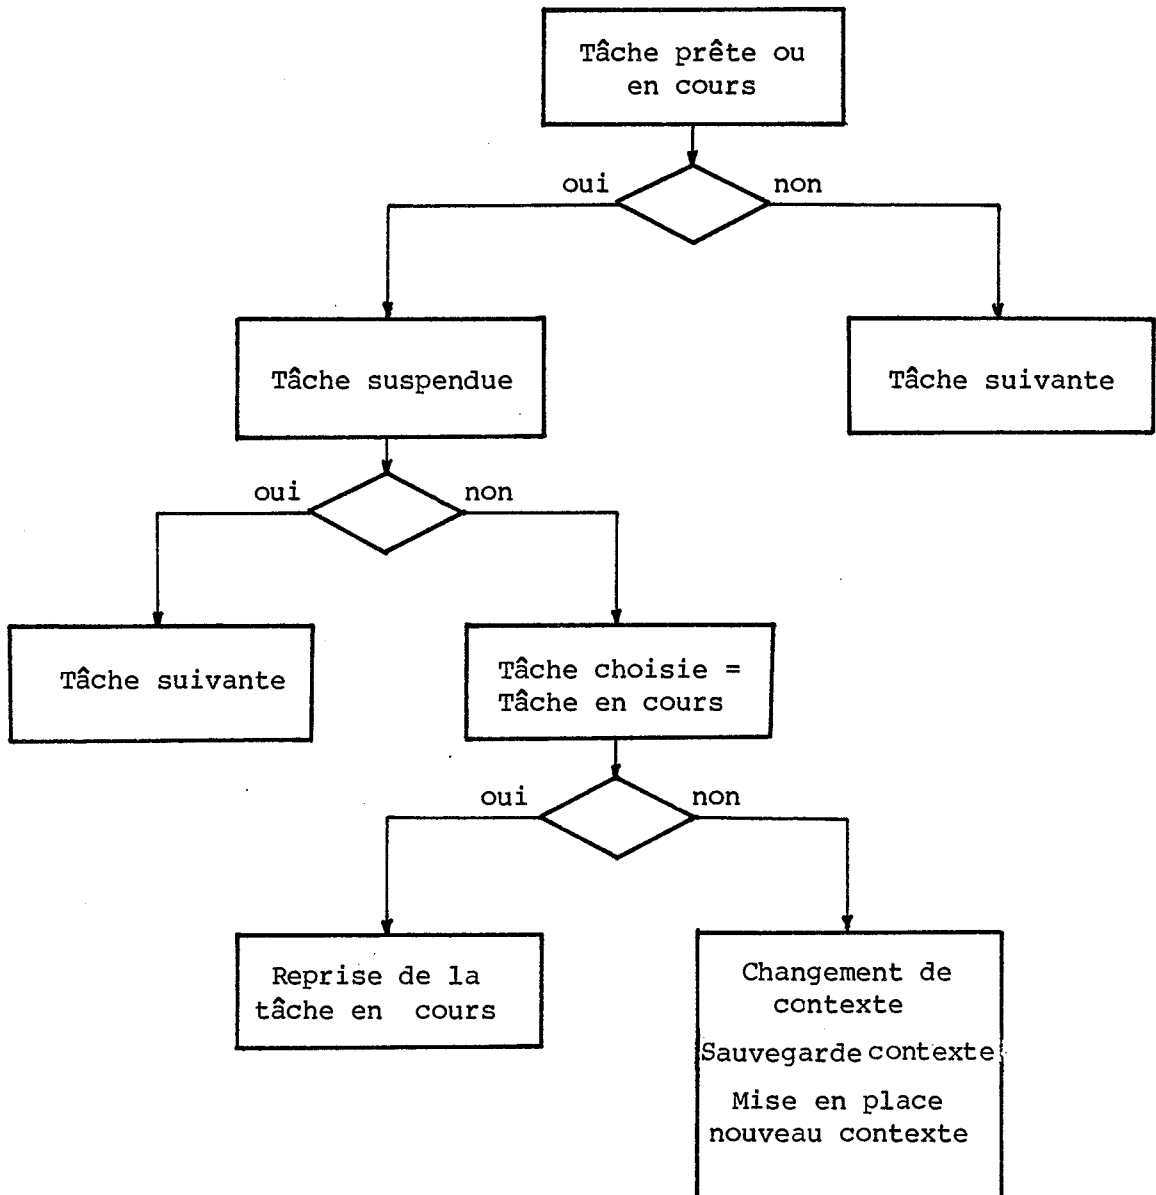 Tâche prête ou
en cours
oui
non
Tâche suspendue
Tâche suivante
oui
non
Tâche suivante
Tâche choisie =
Tâche en cours
oui
non
Reprise de la
tâche en cours
Changement de
contexte
Sauvegarde contexte
Mise en place
nouveau contexte